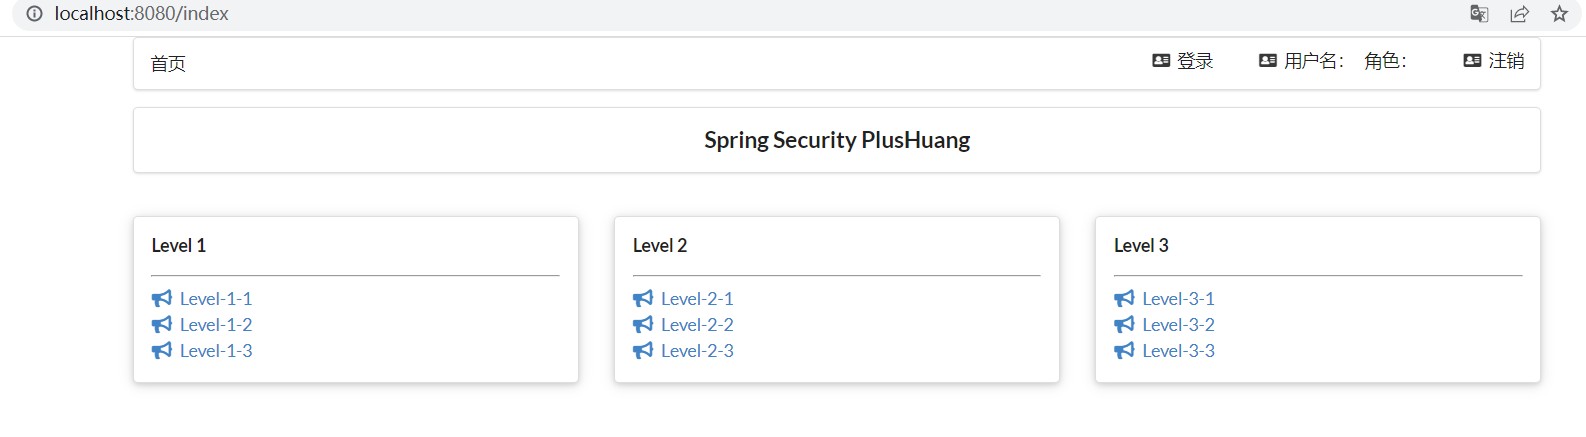 localhost:8080/index
首页 登录 用户名： 角色： 注销
Spring Security PlusHuang
Level 1
Level-1-1
Level-1-2
Level-1-3
Level 2
Level-2-1
Level-2-2
Level-2-3
Level 3
Level-3-1
Level-3-2
Level-3-3